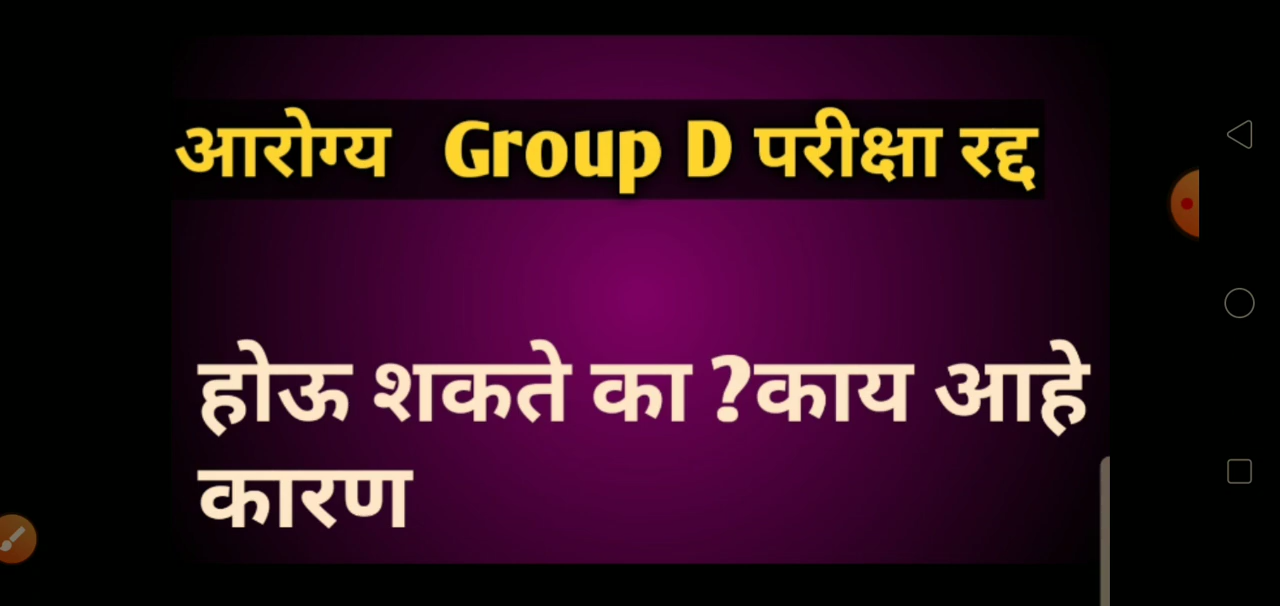 आरोग्य Group D परीक्षा रद्द
होऊ शकते का ?काय आहे
कारण